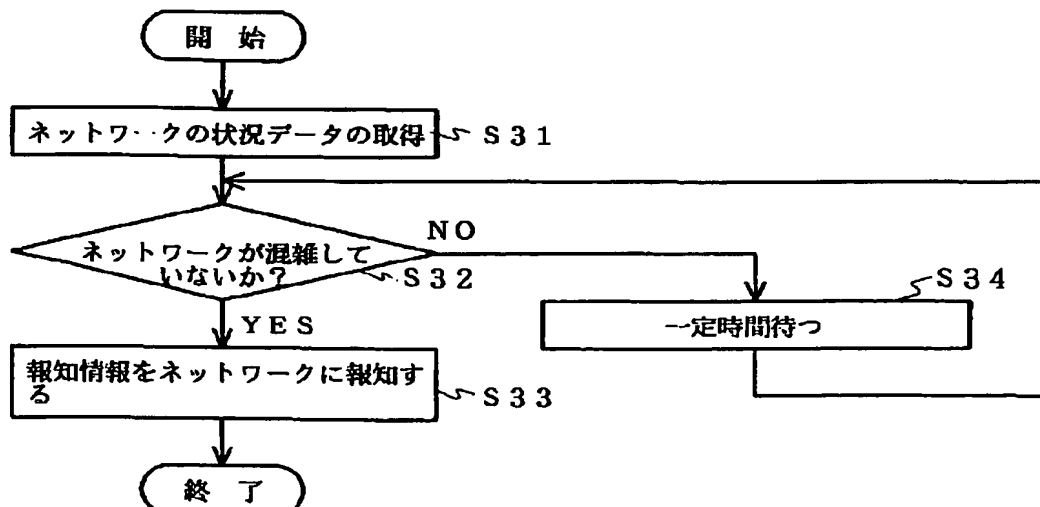 開 始
ネットワークの状況データの取得
S31
ネットワークが混雑して
いないか？
S32
NO
YES
S34
一定時間待つ
報知情報をネットワークに報知す
る
S33
終 了